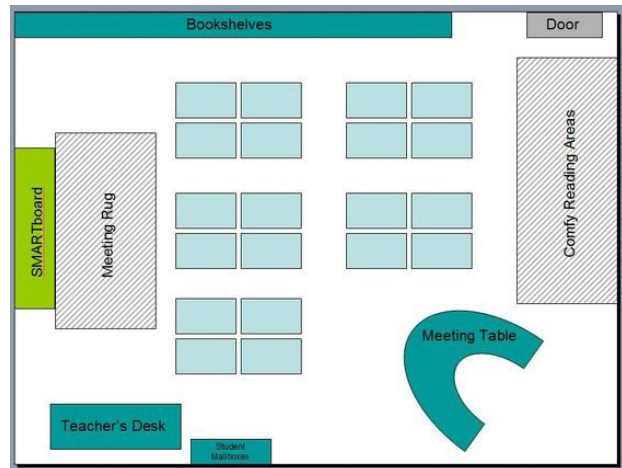 Bookshelves
Door
SMARTboard
Meeting Rug
Comfy Reading Areas
Meeting Table
Teacher's Desk
Student
Mailboxes